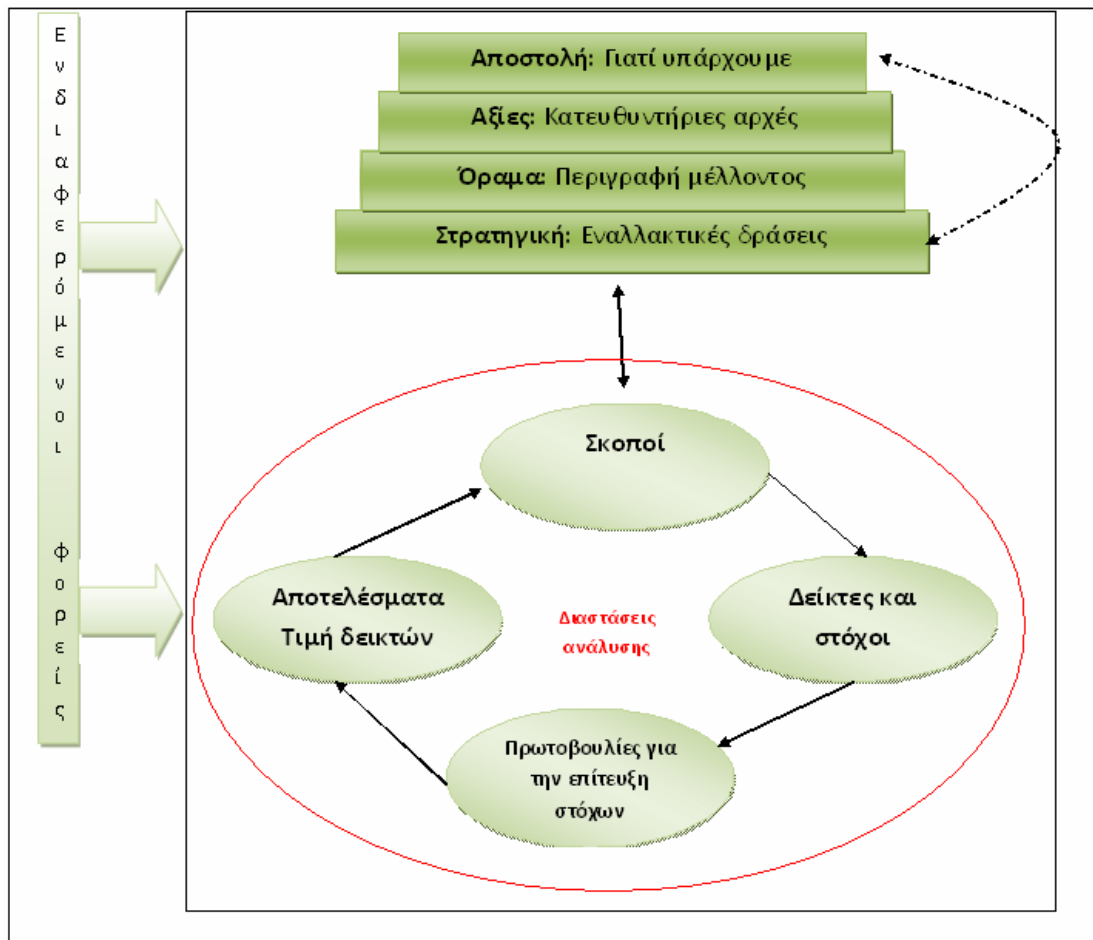 Ενδιαφερόμενοι φορείς
Αποστολή: Γιατί υπάρχουμε
Αξίες: Κατευθυντήριες αρχές
Όραμα: Περιγραφή μέλλοντος
Στρατηγική: Εναλλακτικές δράσεις
Σκοποί
Αποτελέσματα
Τιμή δεικτών
Διαστάσεις
ανάλυσης
Δείκτες και
στόχοι
Πρωτοβουλίες για
την επίτευξη
στόχων